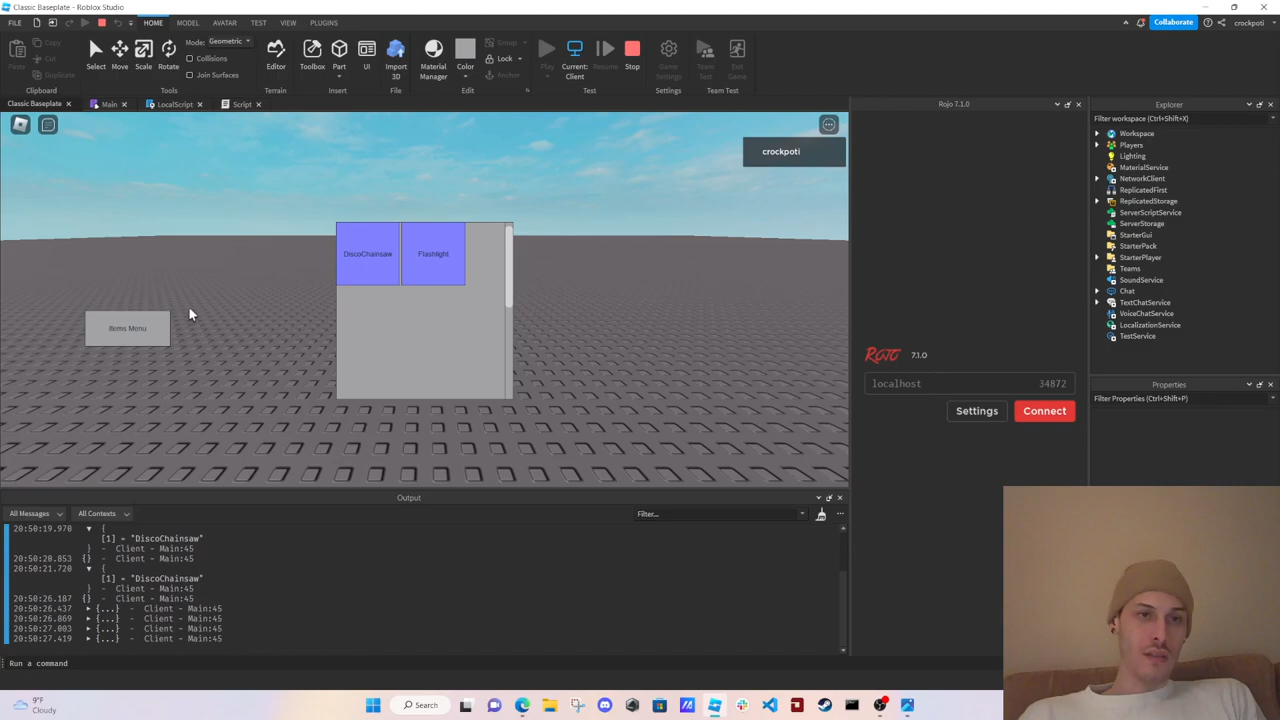 Classic Baseplate - Roblox Studio
FILE HOME MODEL AVATAR TEST VIEW PLUGINS Collaborate crockpoti
Paste Copy Cut Duplicate
Select Move Scale Rotate
Mode: Geometric
Collisions
Join Surfaces
Editor Toolbox Part UI Import 3D
Material Manager Color
Group Lock Anchor
Play Current: Client Resume Stop
Game Settings Team Test Exit Game
Clipboard Tools Terrain Insert File Edit Test Settings Team Test
Classic Baseplate Main LocalScript Script
crockpoti
DiscoChainsaw Flashlight
Items Menu
Rojo 7.1.0
ROJO 7.1.0
localhost 34872
Settings Connect
Explorer
Filter workspace (Ctrl+Shift+X)
Workspace
Players
Lighting
MaterialService
NetworkClient
ReplicatedFirst
ReplicatedStorage
ServerScriptService
ServerStorage
StarterGui
StarterPack
StarterPlayer
Teams
SoundService
Chat
TextChatService
VoiceChatService
LocalizationService
TestService
Properties
Filter Properties (Ctrl+Shift+P)
Output
All Messages All Contexts Filter...
20:50:19.970 {
[1] = "DiscoChainsaw"
} - Client - Main:45
20:50:20.853 {} - Client - Main:45
20:50:21.720 {
[1] = "DiscoChainsaw"
} - Client - Main:45
20:50:26.187 {} - Client - Main:45
20:50:26.437 {...} - Client - Main:45
20:50:26.869 {...} - Client - Main:45
20:50:27.003 {...} - Client - Main:45
20:50:27.419 {...} - Client - Main:45
Run a command
9°F
Cloudy
Search
8:50 PM